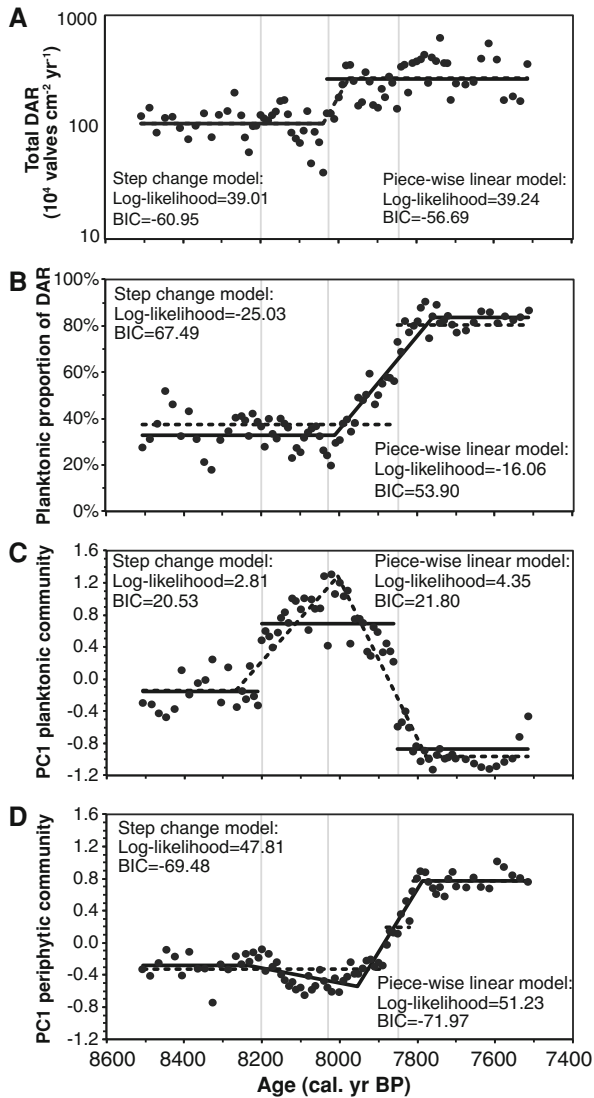 A
Total DAR
(10⁴ valves cm⁻² yr⁻¹)
1000
100
10
Step change model:
Log-likelihood=39.01
BIC=-60.95
Piece-wise linear model:
Log-likelihood=39.24
BIC=-56.69
B
Planktonic proportion of DAR
100%
80%
60%
40%
20%
0%
Step change model:
Log-likelihood=-25.03
BIC=67.49
Piece-wise linear model:
Log-likelihood=-16.06
BIC=53.90
C
PC1 planktonic community
1.6
1.2
0.8
0.4
0.0
-0.4
-0.8
-1.2
Step change model:
Log-likelihood=2.81
BIC=20.53
Piece-wise linear model:
Log-likelihood=4.35
BIC=21.80
D
PC1 periphytic community
1.6
1.2
0.8
0.4
0.0
-0.4
-0.8
-1.2
Step change model:
Log-likelihood=47.81
BIC=-69.48
Piece-wise linear model:
Log-likelihood=51.23
BIC=-71.97
8600 8400 8200 8000 7800 7600 7400
Age (cal. yr BP)